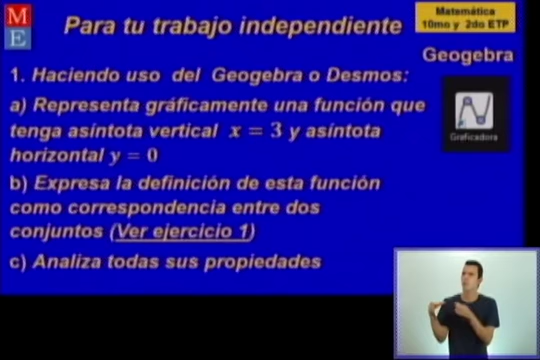 M
E
Para tu trabajo independiente
Matemática
10mo y 2do ETP
Geogebra
1. Haciendo uso del Geogebra o Desmos:
a) Representa gráficamente una función que
tenga asíntota vertical x = 3 y asíntota
horizontal y = 0
Graficadora
b) Expresa la definición de esta función
como correspondencia entre dos
conjuntos (Ver ejercicio 1)
c) Analiza todas sus propiedades